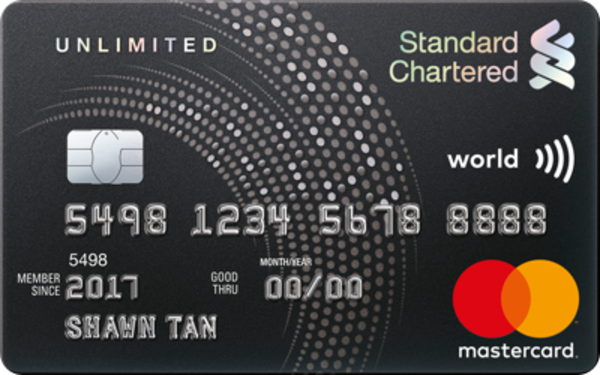 UNLIMITED
Standard
Chartered
world
5498 1234 5678 8888
5498
MONTH/YEAR
MEMBER
SINCE 2017 GOOD
THRU 00/00
SHAWN TAN
mastercard.